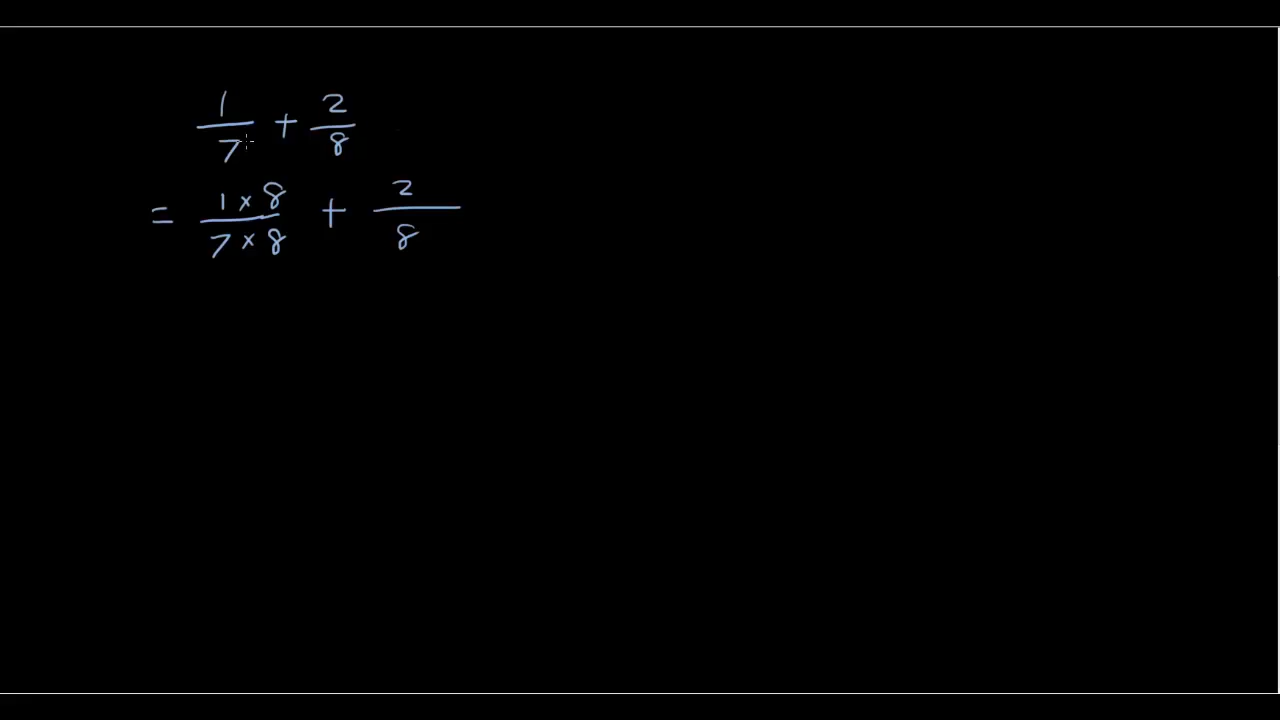 1/7 + 2/8
= 1 × 8/7 × 8 + 2/8